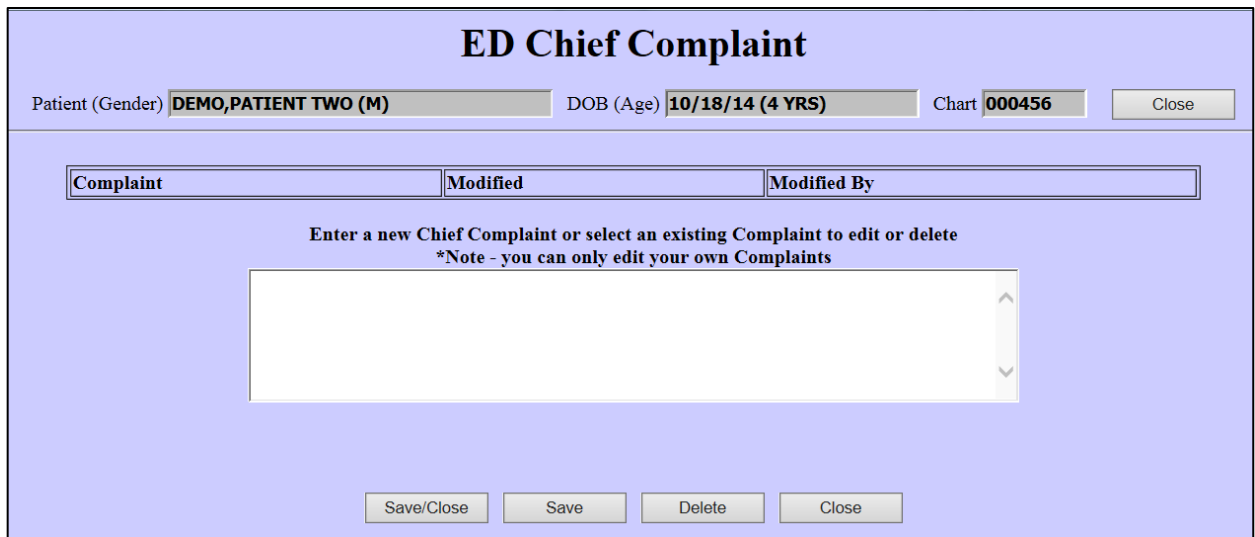 ED Chief Complaint
Patient (Gender) DEMO,PATIENT TWO (M) DOB (Age) 10/18/14 (4 YRS) Chart 000456 Close
Complaint Modified Modified By
Enter a new Chief Complaint or select an existing Complaint to edit or delete
*Note - you can only edit your own Complaints
Save/Close Save Delete Close